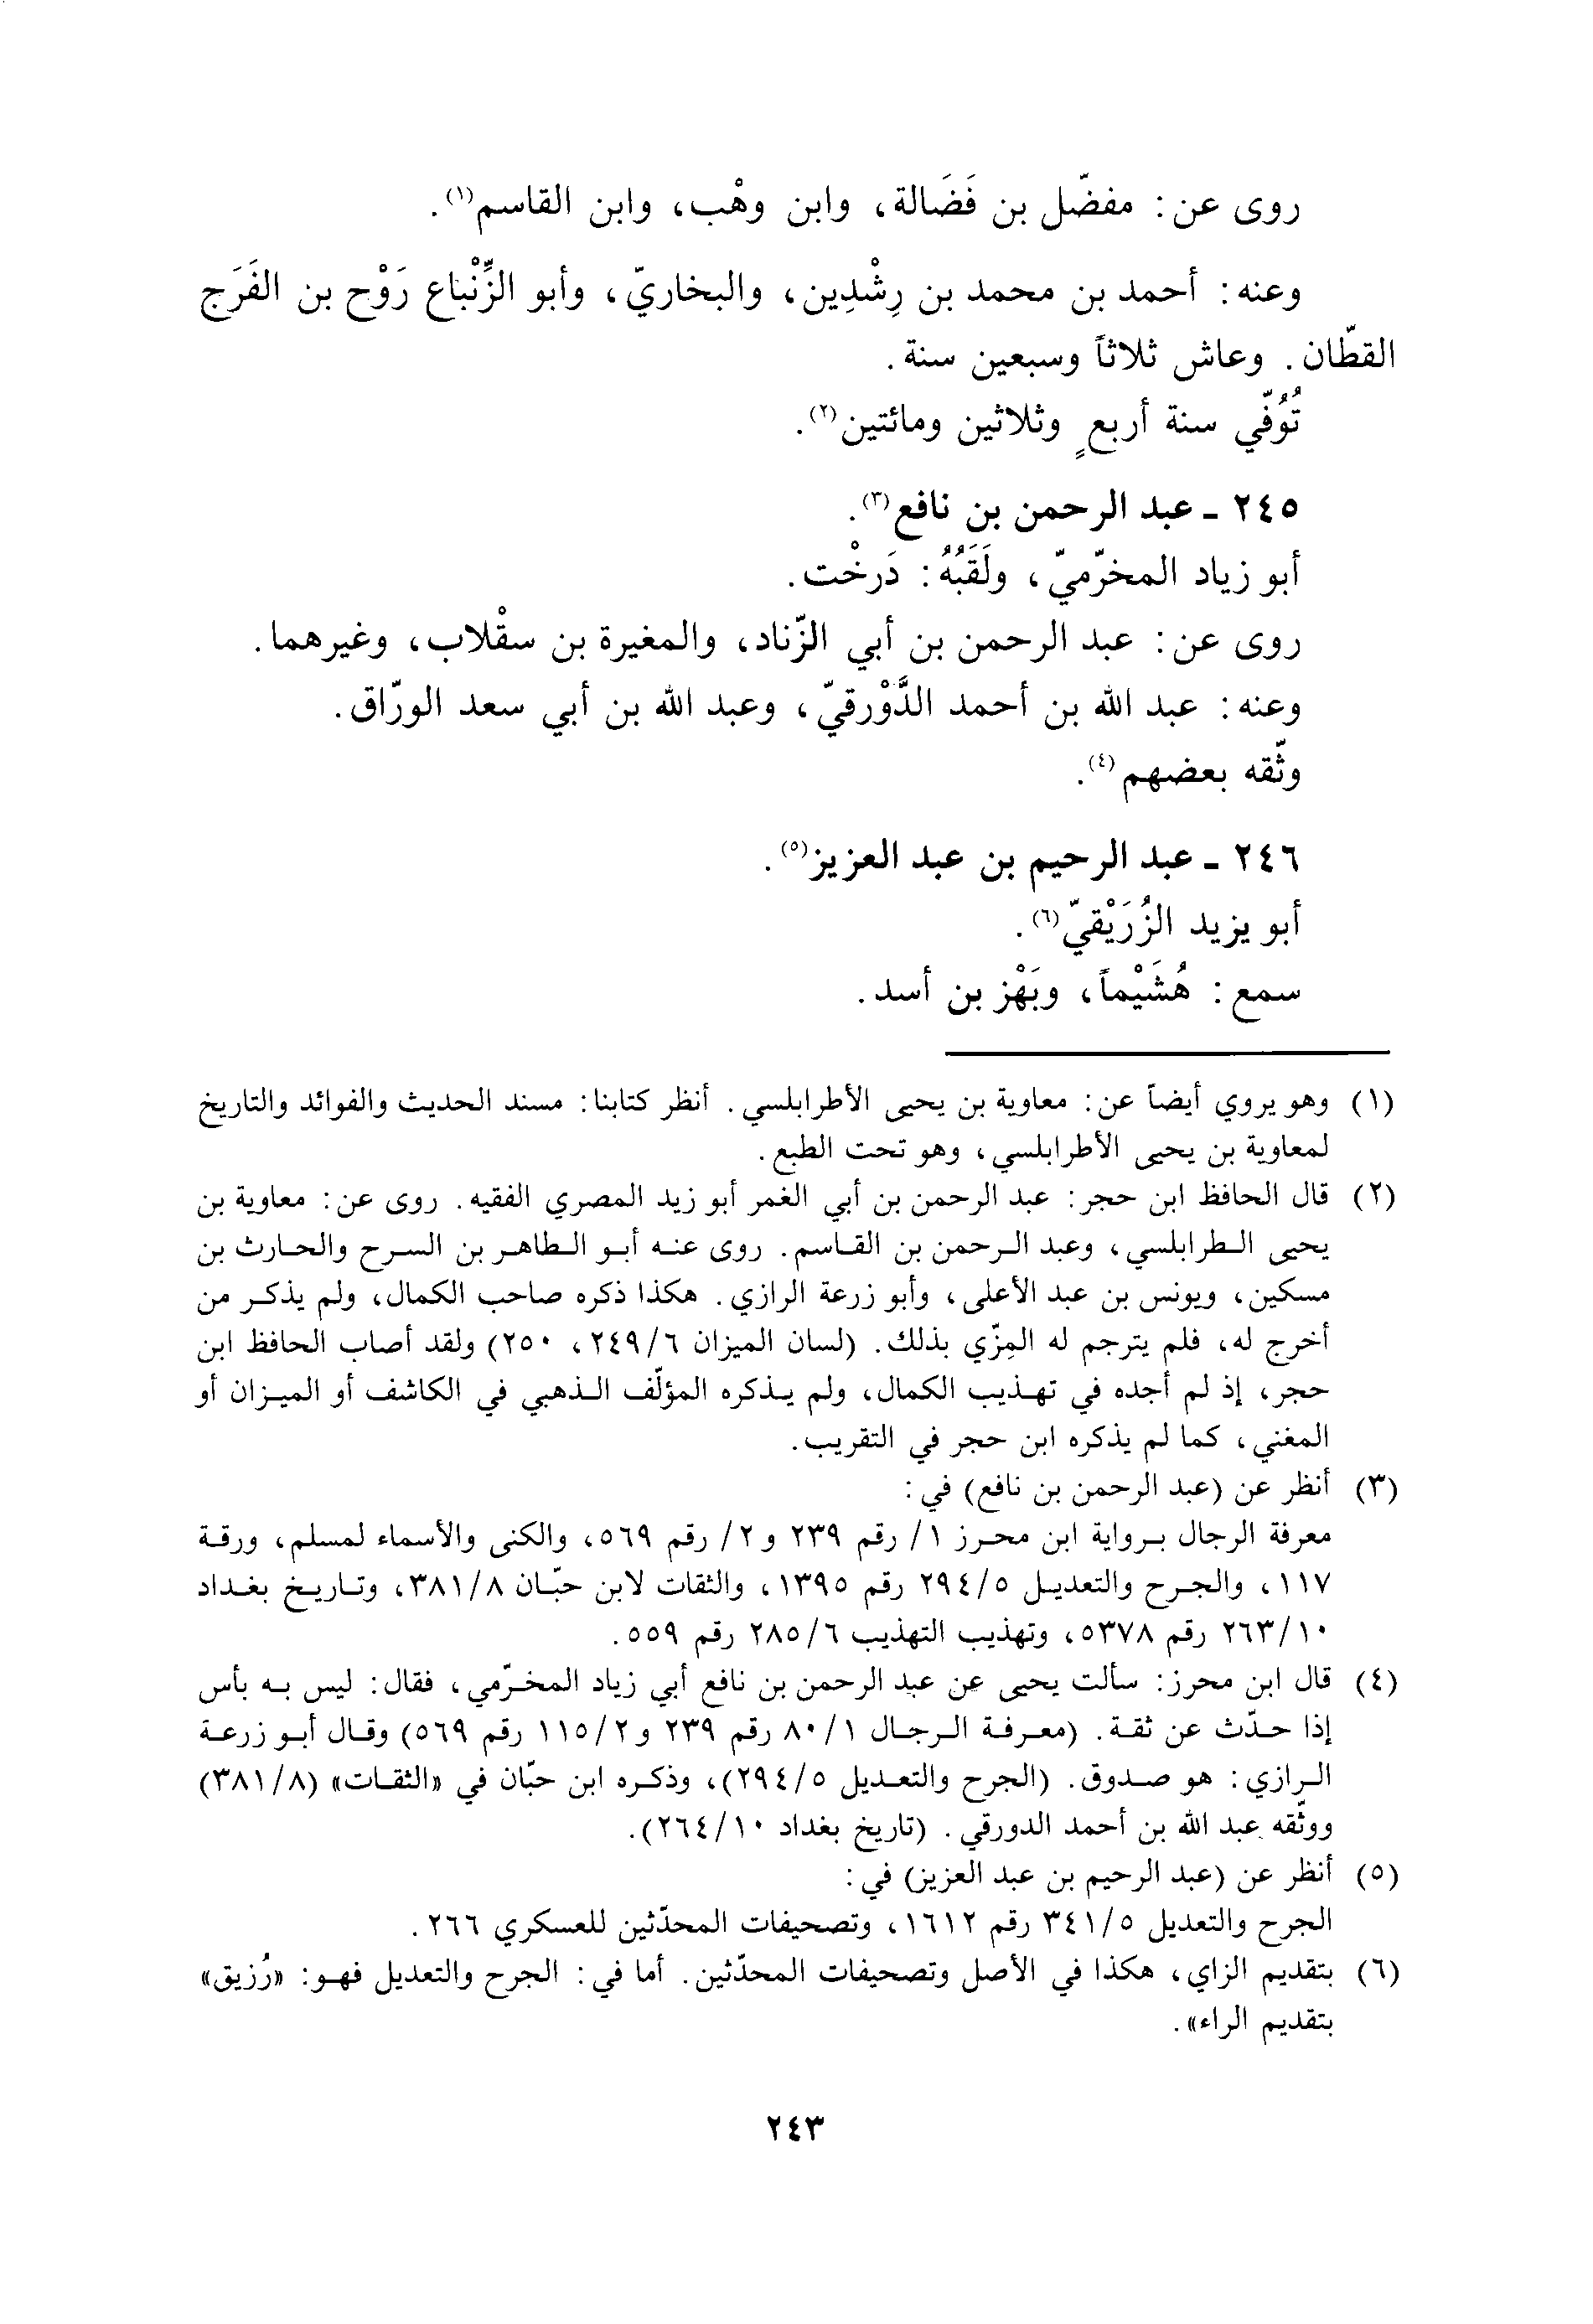 روى عن: مفضّل بن فَضَالة، وابن وهْب، وابن القاسم(١).
وعنه: أحمد بن محمد بن رِشْدِين، والبخاريّ، وأبو الزِّنْباع رَوْح بن الفَرَج
القطّان. وعاش ثلاثاً وسبعين سنة.
تُوُفّي سنة أربعٍ وثلاثين ومائتين(٢).
٢٤٥ - عبد الرحمن بن نافع(٣).
أبو زياد المخرّميّ، ولَقَبُهُ: دَرخْت.
روى عن: عبد الرحمن بن أبي الزّناد، والمغيرة بن سقْلاب، وغيرهما.
وعنه: عبد الله بن أحمد الدَّوْرقيّ، وعبد الله بن أبي سعد الورّاق.
وثّقه بعضهم(٤).
٢٤٦ - عبد الرحيم بن عبد العزيز(٥).
أبو يزيد الزُرَيْقيّ(٦).
سمع: هُشَيْماً، وبَهْز بن أسد.
(١) وهو يروي أيضاً عن: معاوية بن يحيى الأطرابلسي. أنظر كتابنا: مسند الحديث والفوائد والتاريخ
لمعاوية بن يحيى الأطرابلسي، وهو تحت الطبع.
(٢) قال الحافظ ابن حجر: عبد الرحمن بن أبي الغمر أبو زيد المصري الفقيه. روى عن: معاوية بن
يحيى الطرابلسي، وعبد الرحمن بن القاسم. روى عنه أبو الطاهر بن السرح والحارث بن
مسكين، ويونس بن عبد الأعلى، وأبو زرعة الرازي. هكذا ذكره صاحب الكمال، ولم يذكر من
أخرج له، فلم يترجم له المِزّي بذلك. (لسان الميزان ٢٤٩/٦، ٢٥٠) ولقد أصاب الحافظ ابن
حجر، إذ لم أجده في تهذيب الكمال، ولم يذكره المؤلّف الذهبي في الكاشف أو الميزان أو
المغني، كما لم يذكره ابن حجر في التقريب.
(٣) أنظر عن (عبد الرحمن بن نافع) في:
معرفة الرجال برواية ابن محرز ١/ رقم ٢٣٩ و ٢/ رقم ٥٦٩، والكنى والأسماء لمسلم، ورقة
١١٧، والجرح والتعديل ٢٩٤/٥ رقم ١٣٩٥، والثقات لابن حبّان ٣٨١/٨، وتاريخ بغداد
٢٦٣/١٠ رقم ٥٣٧٨، وتهذيب التهذيب ٢٨٥/٦ رقم ٥٥٩.
(٤) قال ابن محرز: سألت يحيى عن عبد الرحمن بن نافع أبي زياد المخرّمي، فقال: ليس به بأس
إذا حدّث عن ثقة. (معرفة الرجال ٨٠/١ رقم ٢٣٩ و١١٥/٢ رقم ٥٦٩) وقال أبو زرعة
الرازي: هو صدوق. (الجرح والتعديل ٢٩٤/٥)، وذكره ابن حبّان في «الثقات» (٣٨١/٨)
ووثّقه عبد الله بن أحمد الدورقي. (تاريخ بغداد ٢٦٤/١٠).
(٥) أنظر عن (عبد الرحيم بن عبد العزيز) في:
الجرح والتعديل ٣٤١/٥ رقم ١٦١٢، وتصحيفات المحدّثين للعسكري ٢٦٦.
(٦) بتقديم الزاي، هكذا في الأصل وتصحيفات المحدّثين. أما في: الجرح والتعديل فهو: «رُزيق»
بتقديم الراء».
٢٤٣